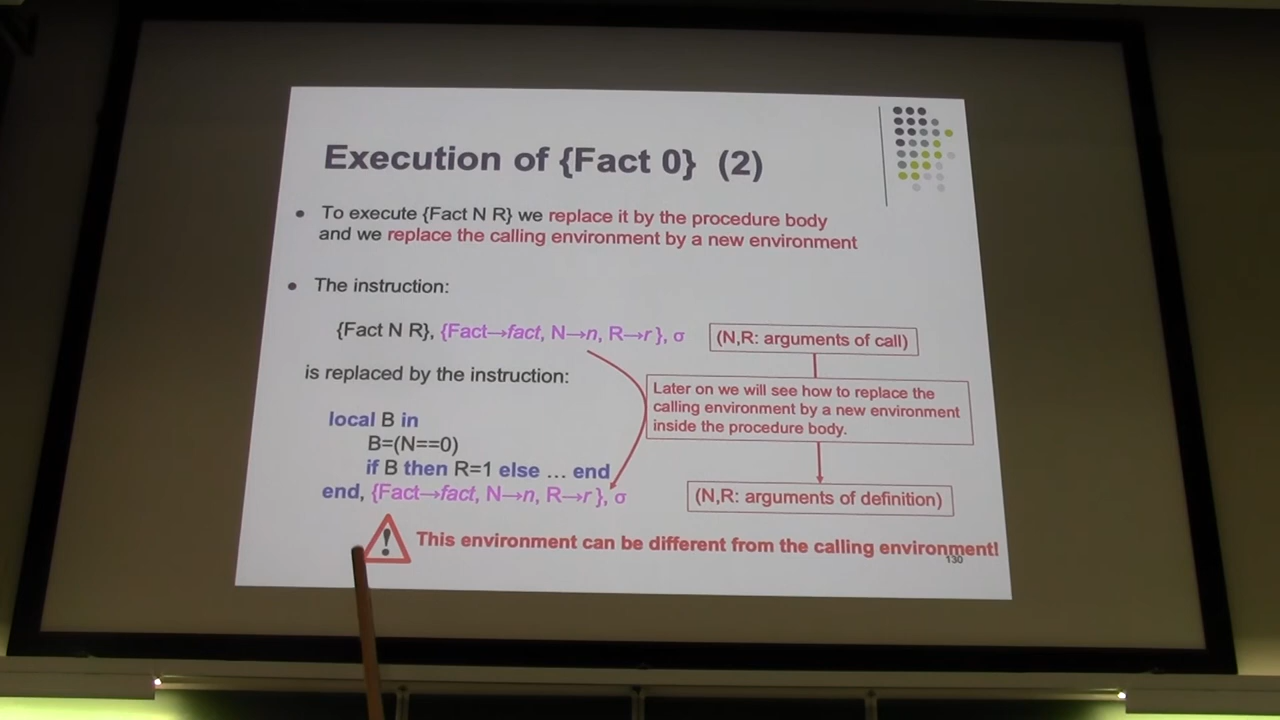 Execution of {Fact 0} (2)
• To execute {Fact N R} we replace it by the procedure body
and we replace the calling environment by a new environment
• The instruction:
{Fact N R}, {Fact→fact, N→n, R→r}, σ
(N,R: arguments of call)
is replaced by the instruction:
Later on we will see how to replace the
calling environment by a new environment
inside the procedure body.
local B in
B=(N==0)
if B then R=1 else … end
end, {Fact→fact, N→n, R→r}, σ
(N,R: arguments of definition)
! This environment can be different from the calling environment!
130